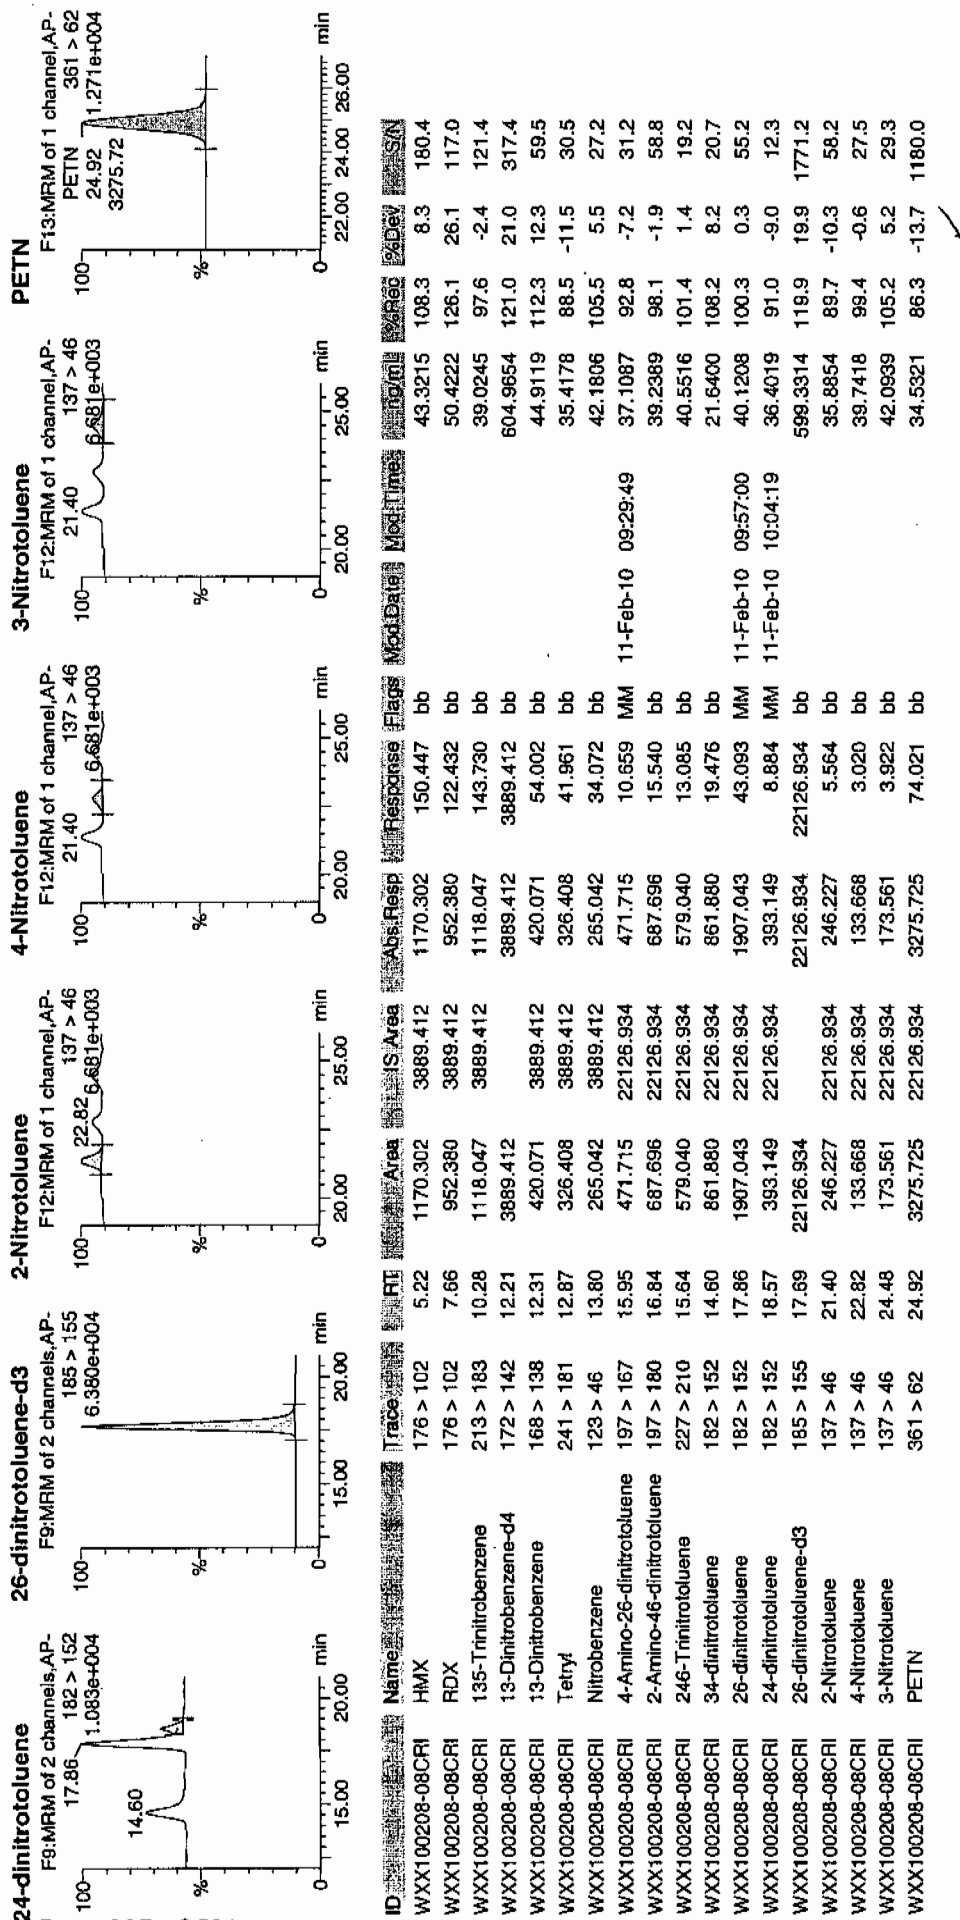 24-dinitrotoluene
F9:MRM of 2 channels,AP-
17.86 182 > 152
1.083e+004
14.60
100
%
0
15.00 20.00
26-dinitrotoluene-d3
F9:MRM of 2 channels,AP-
185 > 155
6.380e+004
100
%
0
15.00 20.00 min
2-Nitrotoluene
F12:MRM of 1 channel,AP-
137 > 46
22.82 6.681e+003
100
%
0
20.00 25.00 min
4-Nitrotoluene
F12:MRM of 1 channel,AP-
21.40 137 > 46
6.681e+003
100
%
0
20.00 25.00 min
3-Nitrotoluene
F12:MRM of 1 channel,AP-
21.40 137 > 46
6.681e+003
100
%
0
20.00 25.00 min
PETN
F13:MRM of 1 channel,AP-
PETN 361 > 62
24.92 1.271e+004
3275.72
100
%
0
22.00 24.00 26.00 min
ID Name Trace RT Area IS Area Abs.Resp Response Flags Mod.Date Mod.Time ng/mL %Rec %Dev S/N
WXX100208-08CRI HMX 176 > 102 5.22 1170.302 3889.412 1170.302 150.447 bb 43.3215 108.3 8.3 180.4
WXX100208-08CRI RDX 176 > 102 7.66 952.380 3889.412 952.380 122.432 bb 50.4222 126.1 26.1 117.0
WXX100208-08CRI 135-Trinitrobenzene 213 > 183 10.28 1118.047 3889.412 1118.047 143.730 bb 39.0245 97.6 -2.4 121.4
WXX100208-08CRI 13-Dinitrobenzene-d4 172 > 142 12.21 3889.412 3889.412 3889.412 bb 604.9654 121.0 21.0 317.4
WXX100208-08CRI 13-Dinitrobenzene 168 > 138 12.31 420.071 3889.412 420.071 54.002 bb 44.9119 112.3 12.3 59.5
WXX100208-08CRI Tetryl 241 > 181 12.87 326.408 3889.412 326.408 41.961 bb 35.4178 88.5 -11.5 30.5
WXX100208-08CRI Nitrobenzene 123 > 46 13.80 265.042 3889.412 265.042 34.072 bb 42.1806 105.5 5.5 27.2
WXX100208-08CRI 4-Amino-26-dinitrotoluene 197 > 167 15.95 471.715 22126.934 471.715 10.659 MM 11-Feb-10 09:29:49 37.1087 92.8 -7.2 31.2
WXX100208-08CRI 2-Amino-46-dinitrotoluene 197 > 180 16.84 687.696 22126.934 687.696 15.540 bb 39.2389 98.1 -1.9 58.8
WXX100208-08CRI 246-Trinitrotoluene 227 > 210 15.64 579.040 22126.934 579.040 13.085 bb 40.5516 101.4 1.4 19.2
WXX100208-08CRI 34-dinitrotoluene 182 > 152 14.60 861.880 22126.934 861.880 19.476 bb 21.6400 108.2 8.2 20.7
WXX100208-08CRI 26-dinitrotoluene 182 > 152 17.86 1907.043 22126.934 1907.043 43.093 MM 11-Feb-10 09:57:00 40.1208 100.3 0.3 55.2
WXX100208-08CRI 24-dinitrotoluene 182 > 152 18.57 393.149 22126.934 393.149 8.884 MM 11-Feb-10 10:04:19 36.4019 91.0 -9.0 12.3
WXX100208-08CRI 26-dinitrotoluene-d3 185 > 155 17.69 22126.934 22126.934 22126.934 bb 599.3314 119.9 19.9 1771.2
WXX100208-08CRI 2-Nitrotoluene 137 > 46 21.40 246.227 22126.934 246.227 5.564 bb 35.8854 89.7 -10.3 58.2
WXX100208-08CRI 4-Nitrotoluene 137 > 46 22.82 133.668 22126.934 133.668 3.020 bb 39.7418 99.4 -0.6 27.5
WXX100208-08CRI 3-Nitrotoluene 137 > 46 24.48 173.561 22126.934 173.561 3.922 bb 42.0939 105.2 5.2 29.3
WXX100208-08CRI PETN 361 > 62 24.92 3275.725 22126.934 3275.725 74.021 bb 34.5321 86.3 -13.7 1180.0